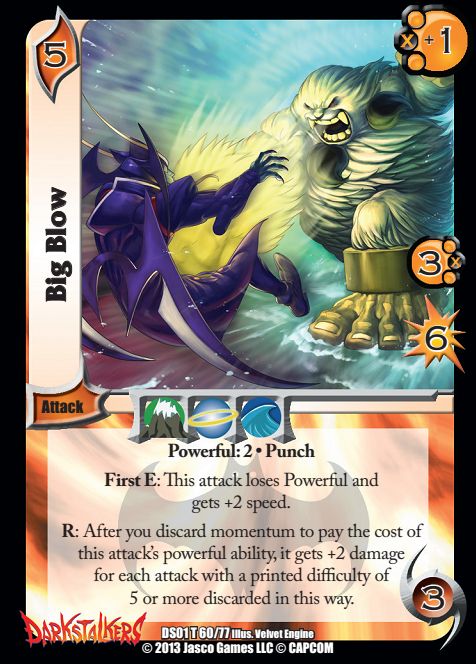 5
+1
Big Blow
3
6
Attack
Powerful: 2 • Punch
First E: This attack loses Powerful and
gets +2 speed.
R: After you discard momentum to pay the cost of
this attack's powerful ability, it gets +2 damage
for each attack with a printed difficulty of
5 or more discarded in this way.
3
DARKSTALKERS
DS01 T 60/77 Illus. Velvet Engine
© 2013 Jasco Games LLC © CAPCOM